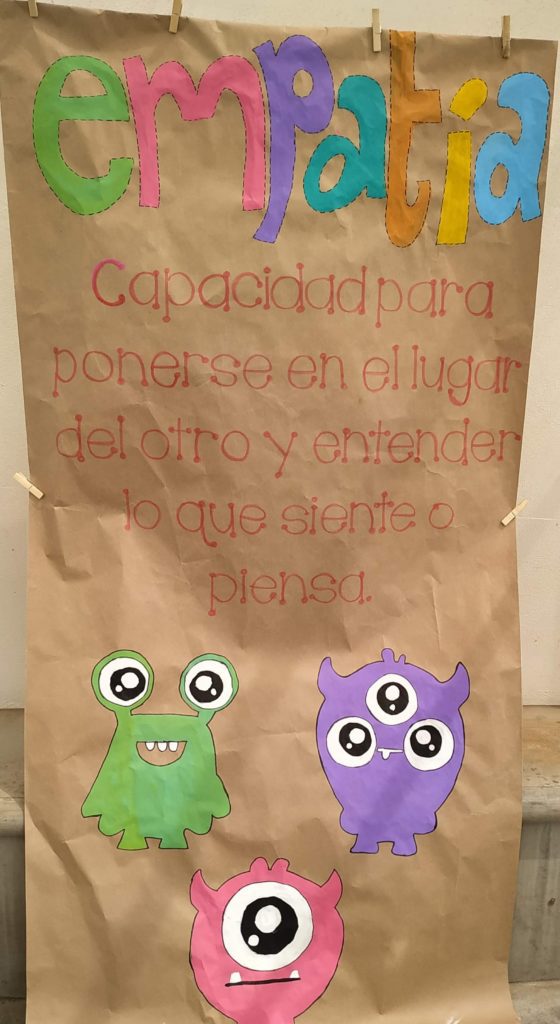 empatía
Capacidad para
ponerse en el lugar
del otro y entender
lo que siente o
piensa.